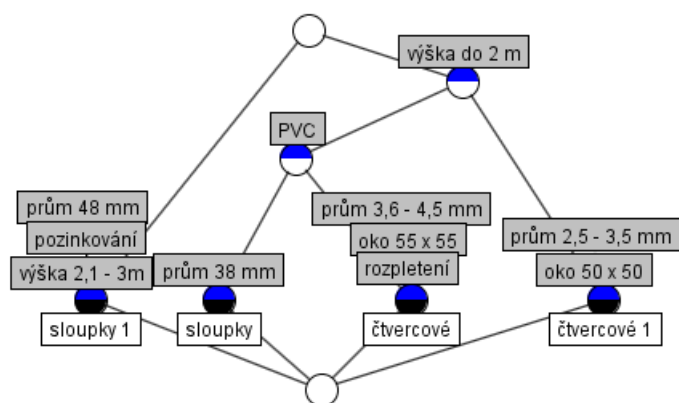 výška do 2 m
PVC
prům 48 mm
pozinkování
výška 2,1 - 3m
prům 38 mm
prům 3,6 - 4,5 mm
oko 55 x 55
rozpletení
prům 2,5 - 3,5 mm
oko 50 x 50
sloupky 1
sloupky
čtvercové
čtvercové 1